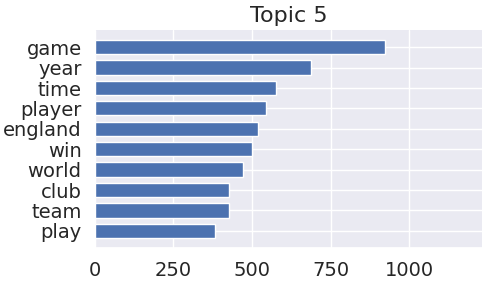 Topic 5
game
year
time
player
england
win
world
club
team
play
0 250 500 750 1000